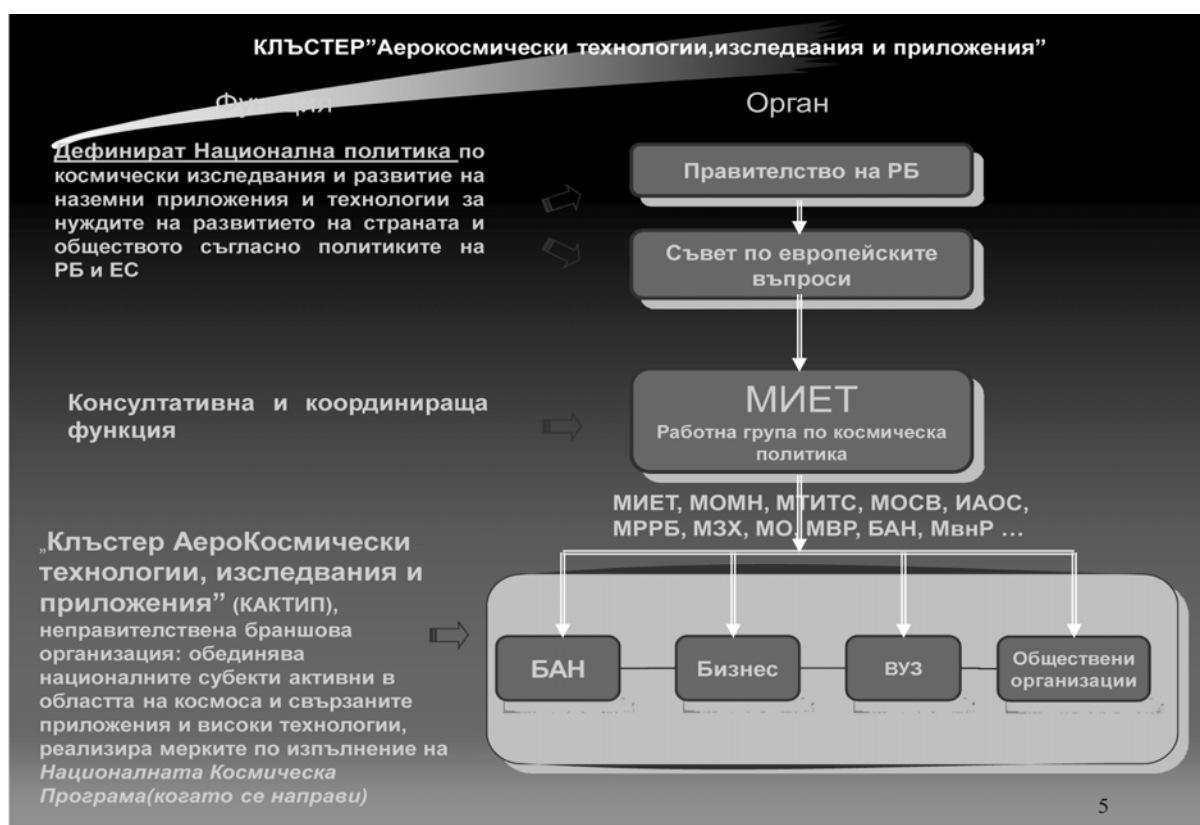 КЛЪСТЕР”Аерокосмически технологии,изследвания и приложения”
Функция
Орган
Дефинират Национална политика по
космически изследвания и развитие на
наземни приложения и технологии за
нуждите на развитието на страната и
обществото съгласно политиките на
РБ и ЕС
Правителство на РБ
Съвет по европейските
въпроси
Консултативна и координираща
функция
МИЕТ
Работна група по космическа
политика
МИЕТ, МОМН, МТИТС, МОСВ, ИАОС,
МРРБ, МЗХ, МО, МВР, БАН, МвнР ...
„Клъстер АероКосмически
технологии, изследвания и
приложения” (КАКТИП),
неправителствена браншова
организация: обединява
националните субекти активни в
областта на космоса и свързаните
приложения и високи технологии,
реализира мерките по изпълнение на
Националната Космическа
Програма(когато се направи)
БАН
Бизнес
ВУЗ
Обществени
организации
5